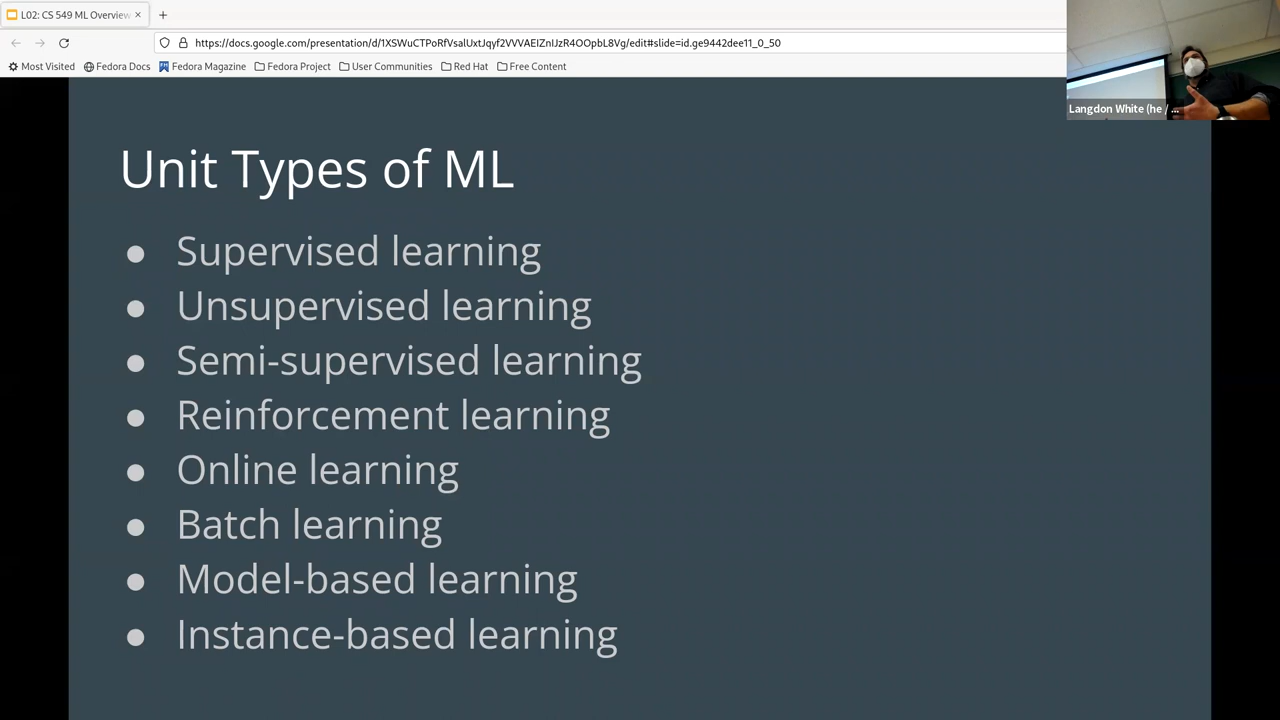 L02: CS 549 ML Overview
https://docs.google.com/presentation/d/1XSWuCTPoRfVsalUxtJqyf2VVVAEIZnIJzR4OOpbL8Vg/edit#slide=id.ge9442dee11_0_50
Most Visited Fedora Docs Fedora Magazine Fedora Project User Communities Red Hat Free Content
Langdon White (he / ...
Unit Types of ML
● Supervised learning
● Unsupervised learning
● Semi-supervised learning
● Reinforcement learning
● Online learning
● Batch learning
● Model-based learning
● Instance-based learning